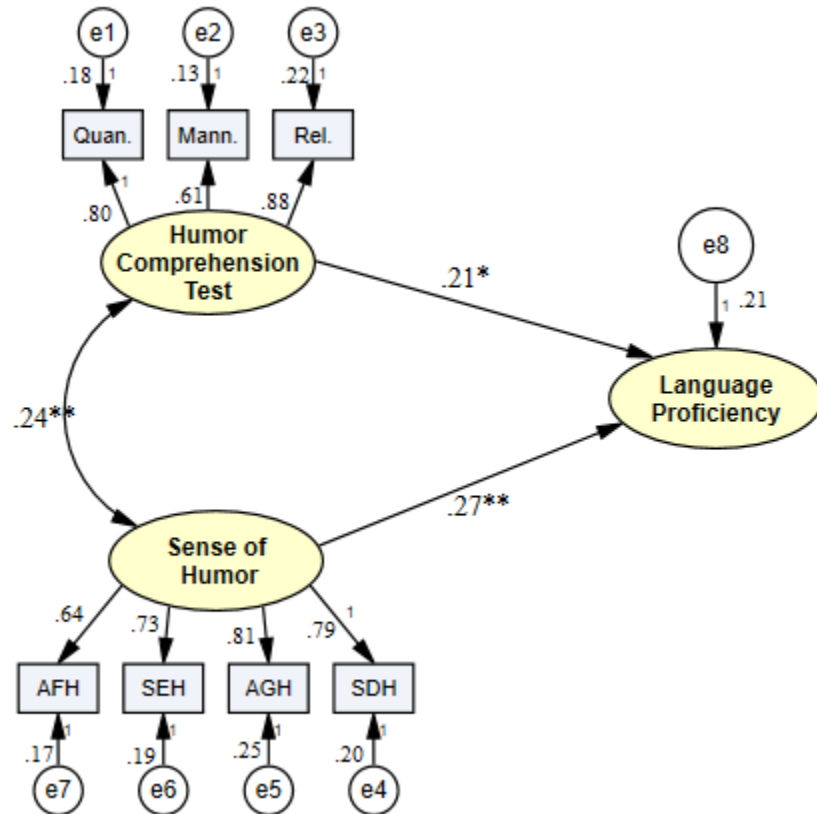 e1 e2 e3
.18 1 .13 1 .22 1
Quan. Mann. Rel.
.80 1 .61 .88
Humor
Comprehension
Test
.21*
e8
1 .21
Language
Proficiency
.24**
.27**
Sense of
Humor
.64 .73 .81 .79 1
AFH SEH AGH SDH
.17 1 .19 1 .25 1 .20 1
e7 e6 e5 e4